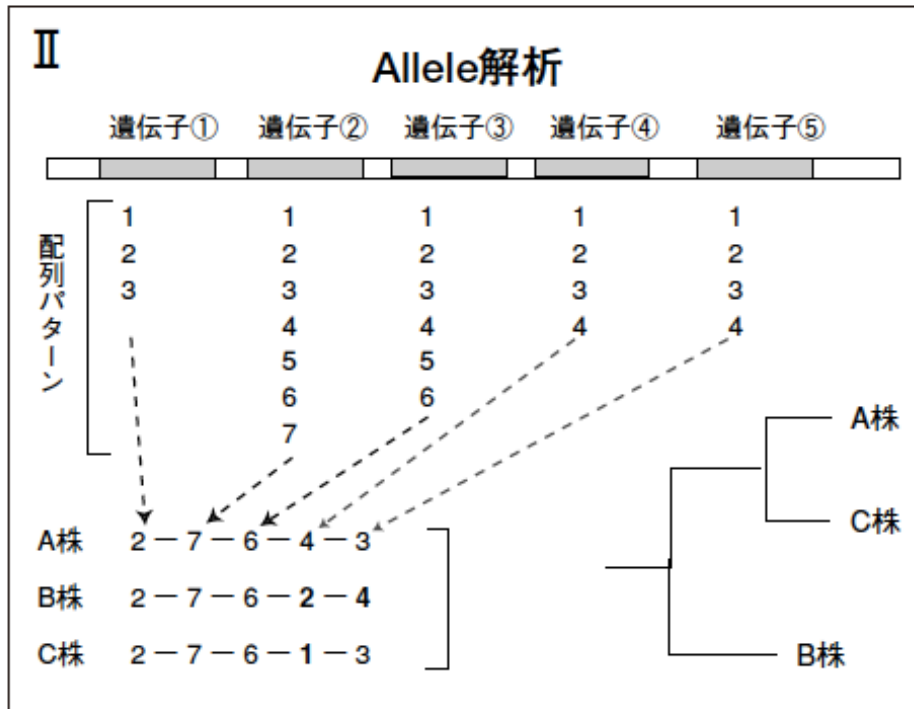 Ⅱ
Allele解析
遺伝子① 遺伝子② 遺伝子③ 遺伝子④ 遺伝子⑤
配列パターン
1 1 1 1 1
2 2 2 2 2
3 3 3 3 3
4 4 4 4
5 5
6 6
7
A株 2－7－6－4－3
B株 2－7－6－2－4
C株 2－7－6－1－3
A株
C株
B株